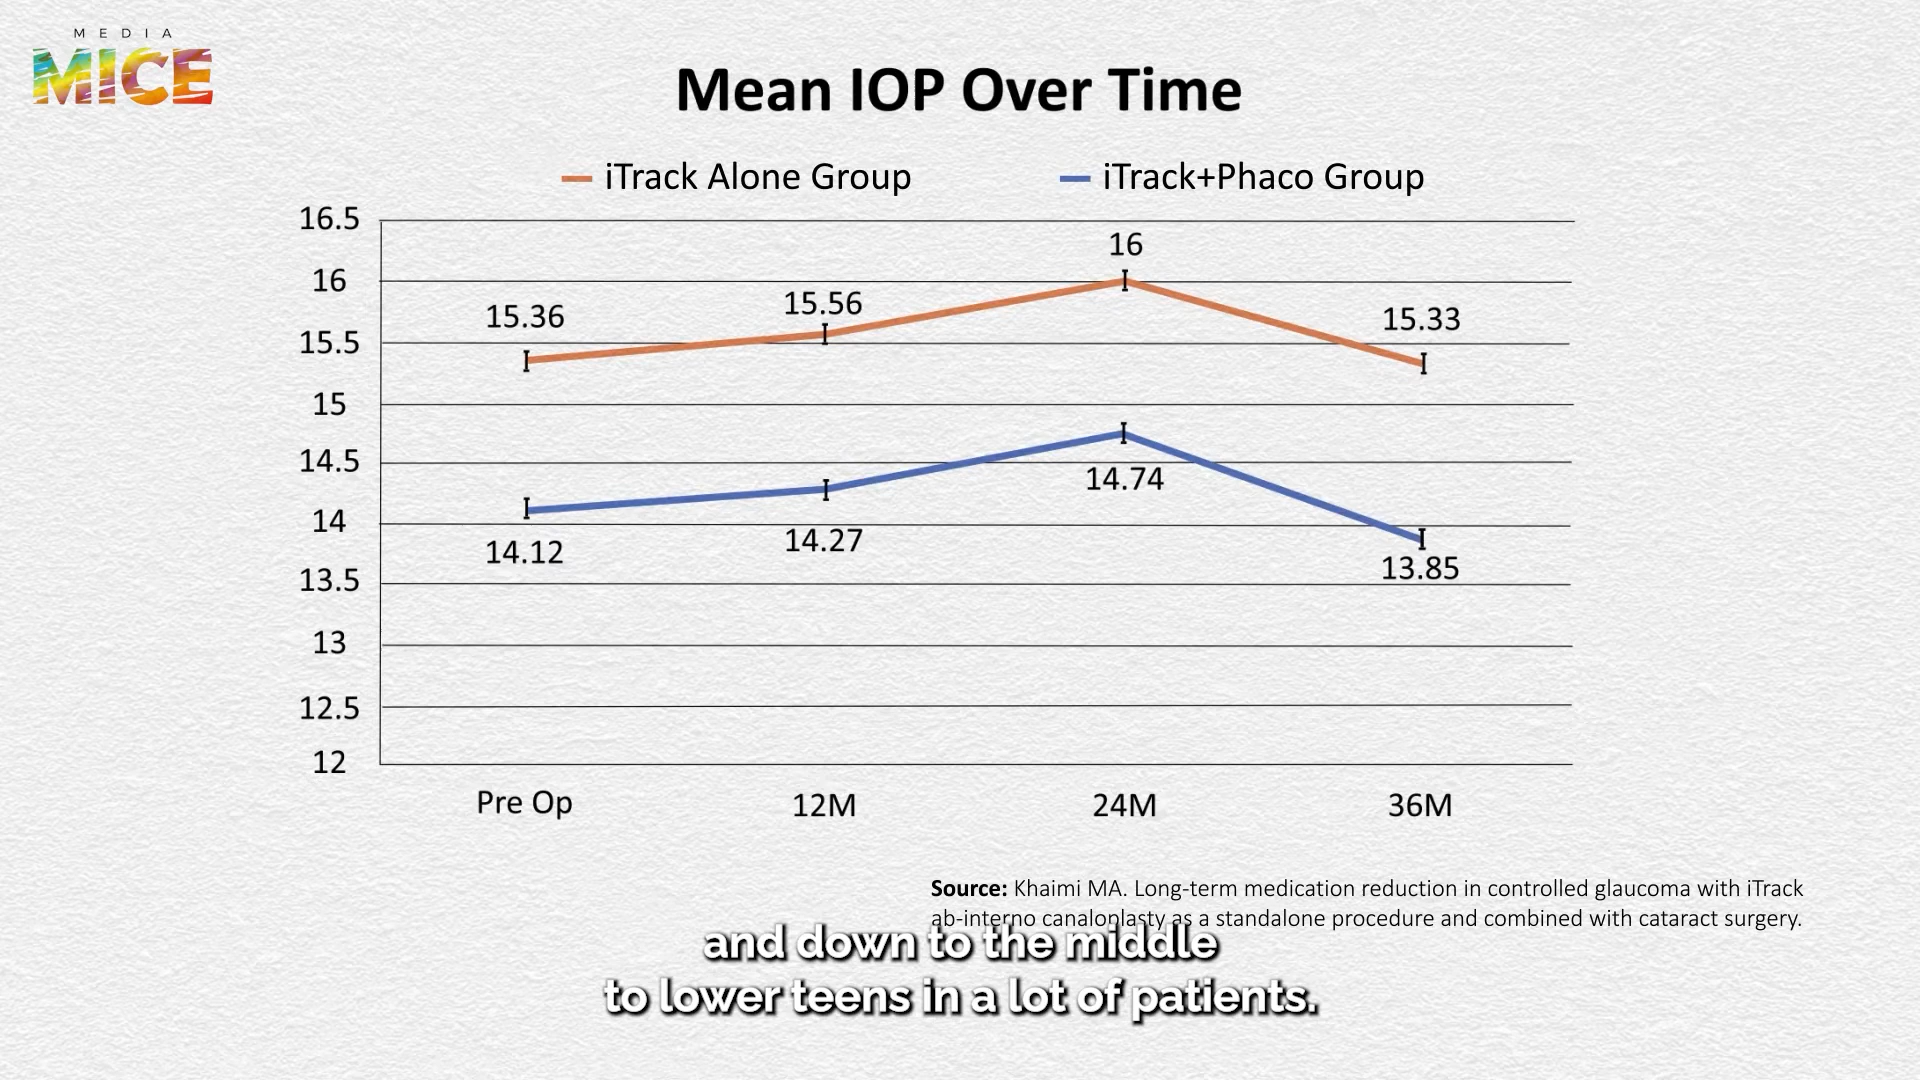 MEDIA
MICE
Mean IOP Over Time
iTrack Alone Group
iTrack+Phaco Group
16.5
16
15.5
15
14.5
14
13.5
13
12.5
12
15.36
15.56
16
15.33
14.12
14.27
14.74
13.85
Pre Op
12M
24M
36M
Source: Khaimi MA. Long-term medication reduction in controlled glaucoma with iTrack
ab-interno canaloplasty as a standalone procedure and combined with cataract surgery.
and down to the middle
to lower teens in a lot of patients.